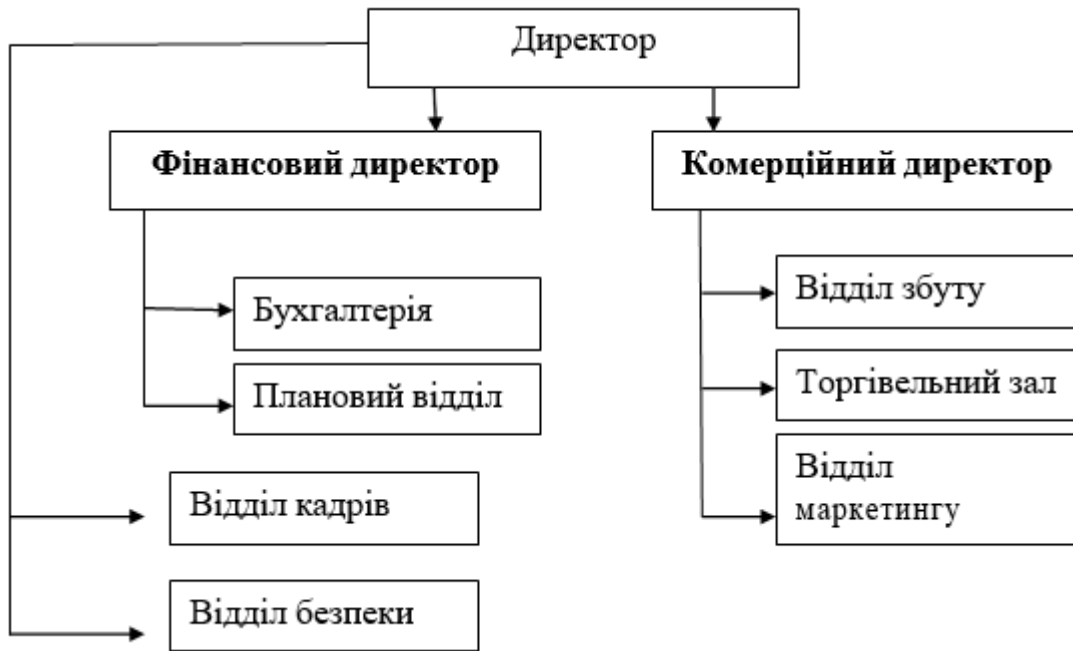 Директор
Фінансовий директор
Комерційний директор
Бухгалтерія
Плановий відділ
Відділ збуту
Торгівельний зал
Відділ
маркетингу
Відділ кадрів
Відділ безпеки